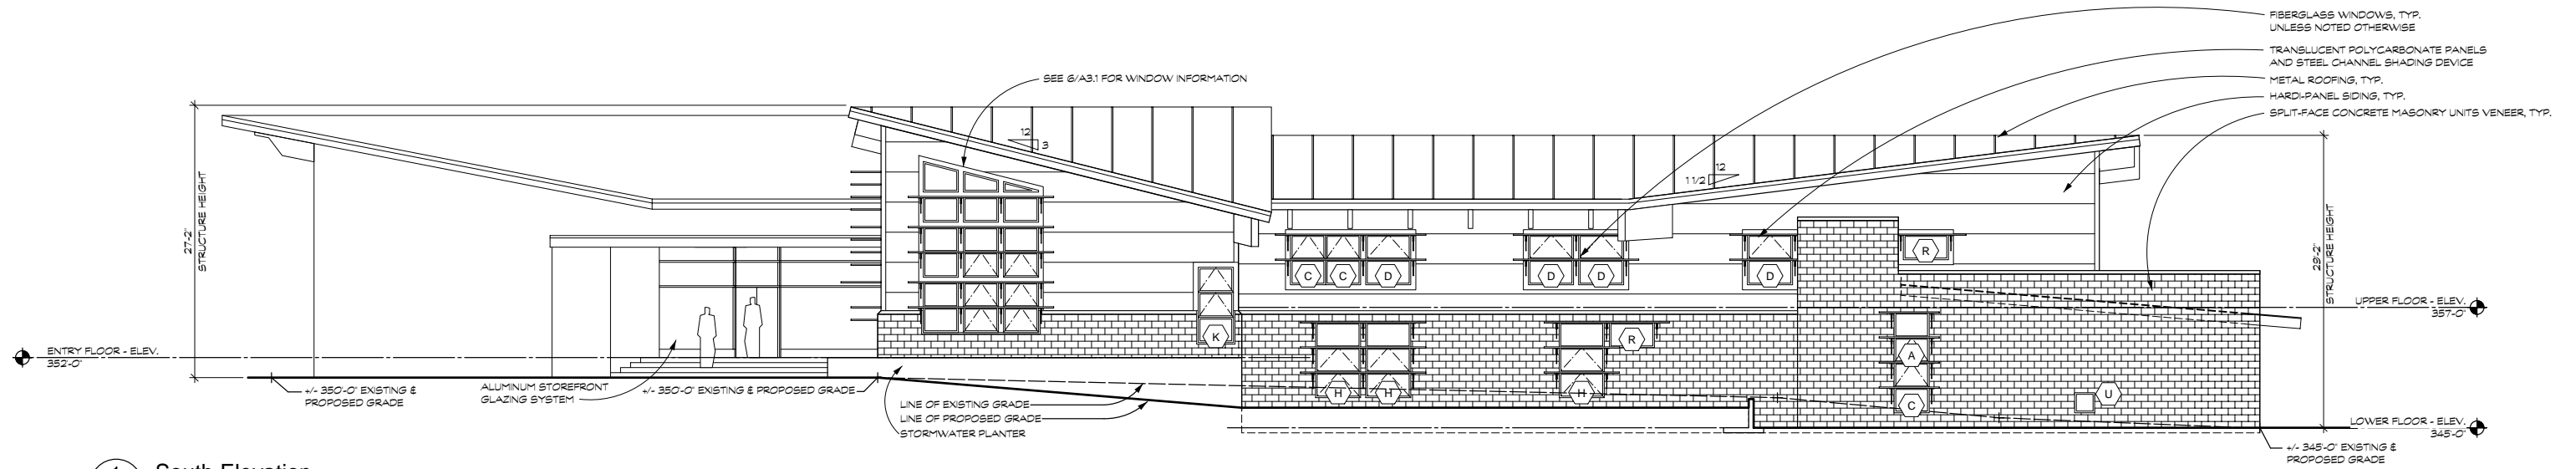 FIBERGLASS WINDOWS, TYP.
UNLESS NOTED OTHERWISE
TRANSLUCENT POLYCARBONATE PANELS
AND STEEL CHANNEL SHADING DEVICE
SEE 6/A3.1 FOR WINDOW INFORMATION
METAL ROOFING, TYP.
HARDI-PANEL SIDING, TYP.
SPLIT-FACE CONCRETE MASONRY UNITS VENEER, TYP.
12
3
12
1 1/2
27'-2"
STRUCTURE HEIGHT
29'-2"
STRUCTURE HEIGHT
R
C
C
D
D
D
D
UPPER FLOOR - ELEV.
357'-0"
K
R
A
ENTRY FLOOR - ELEV.
352'-0"
H
H
H
C
U
+/- 350'-0" EXISTING &
PROPOSED GRADE
ALUMINUM STOREFRONT
GLAZING SYSTEM
+/- 350'-0" EXISTING & PROPOSED GRADE
LINE OF EXISTING GRADE
LINE OF PROPOSED GRADE
STORMWATER PLANTER
LOWER FLOOR - ELEV.
345'-0"
+/- 345'-0" EXISTING &
PROPOSED GRADE
South Elevation